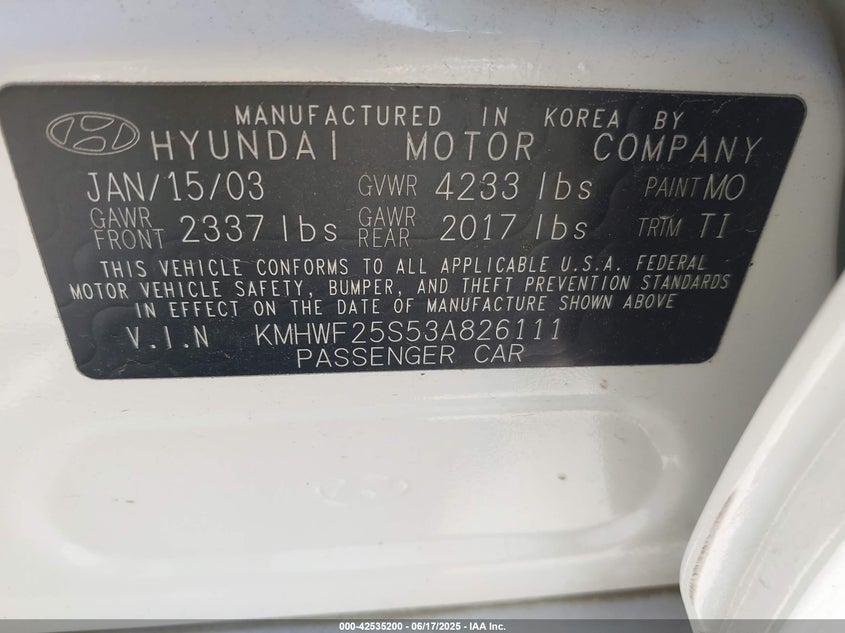 MANUFACTURED IN KOREA BY
HYUNDAI MOTOR COMPANY
JAN/15/03 GVWR 4233 lbs PAINT MO
GAWR FRONT 2337 lbs GAWR REAR 2017 lbs TRIM TI
THIS VEHICLE CONFORMS TO ALL APPLICABLE U.S.A. FEDERAL
MOTOR VEHICLE SAFETY, BUMPER, AND THEFT PREVENTION STANDARDS
IN EFFECT ON THE DATE OF MANUFACTURE SHOWN ABOVE
V.I.N KMHWF25S53A826111
PASSENGER CAR
000-42535200 - 06/17/2025 - IAA Inc.